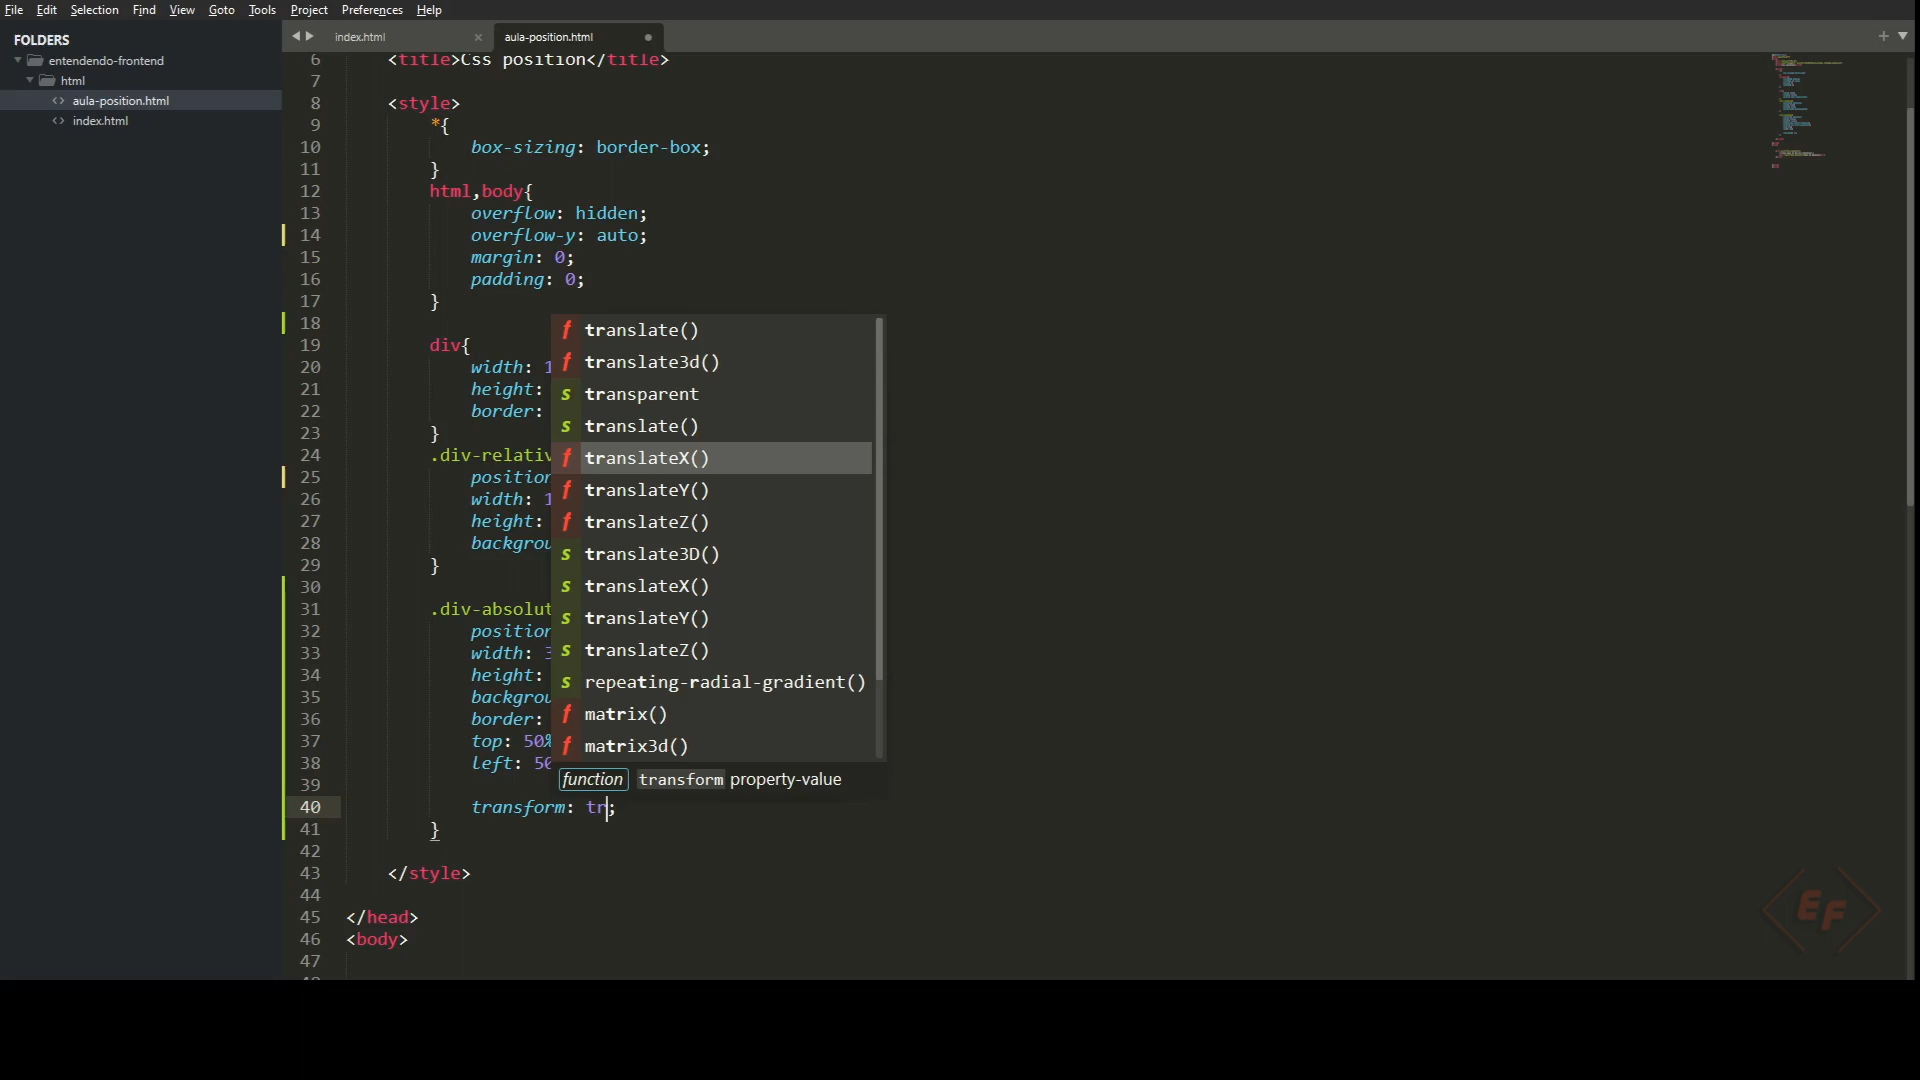 File Edit Selection Find View Goto Tools Project Preferences Help
FOLDERS
entendendo-frontend
html
aula-position.html
index.html
index.html
aula-position.html
6 <title>Css position</title>
7
8 <style>
9 *{
10 box-sizing: border-box;
11 }
12 html,body{
13 overflow: hidden;
14 overflow-y: auto;
15 margin: 0;
16 padding: 0;
17 }
18
19 div{
20 width: 1
21 height:
22 border:
23 }
24 .div-relativ
25 position
26 width: 1
27 height:
28 backgrou
29 }
30
31 .div-absolut
32 position
33 width: 3
34 height:
35 backgrou
36 border:
37 top: 50%
38 left: 50
39
40 transform: tr;
41 }
42
43 </style>
44
45 </head>
46 <body>
47
f translate()
f translate3d()
s transparent
s translate()
f translateX()
f translateY()
f translateZ()
s translate3D()
s translateX()
s translateY()
s translateZ()
s repeating-radial-gradient()
f matrix()
f matrix3d()
function transform property-value
EF